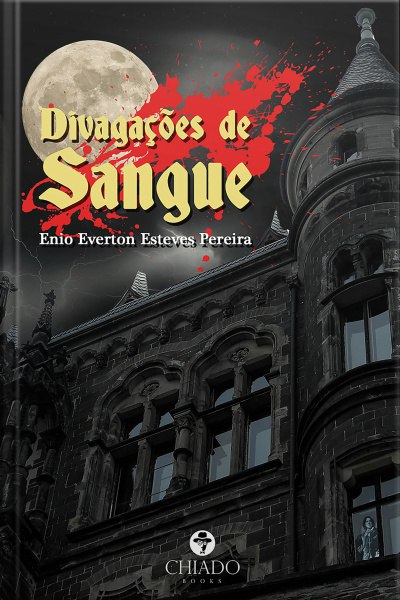 Divagações de
Sangue
Enio Everton Esteves Pereira
CHIADO
BOOKS